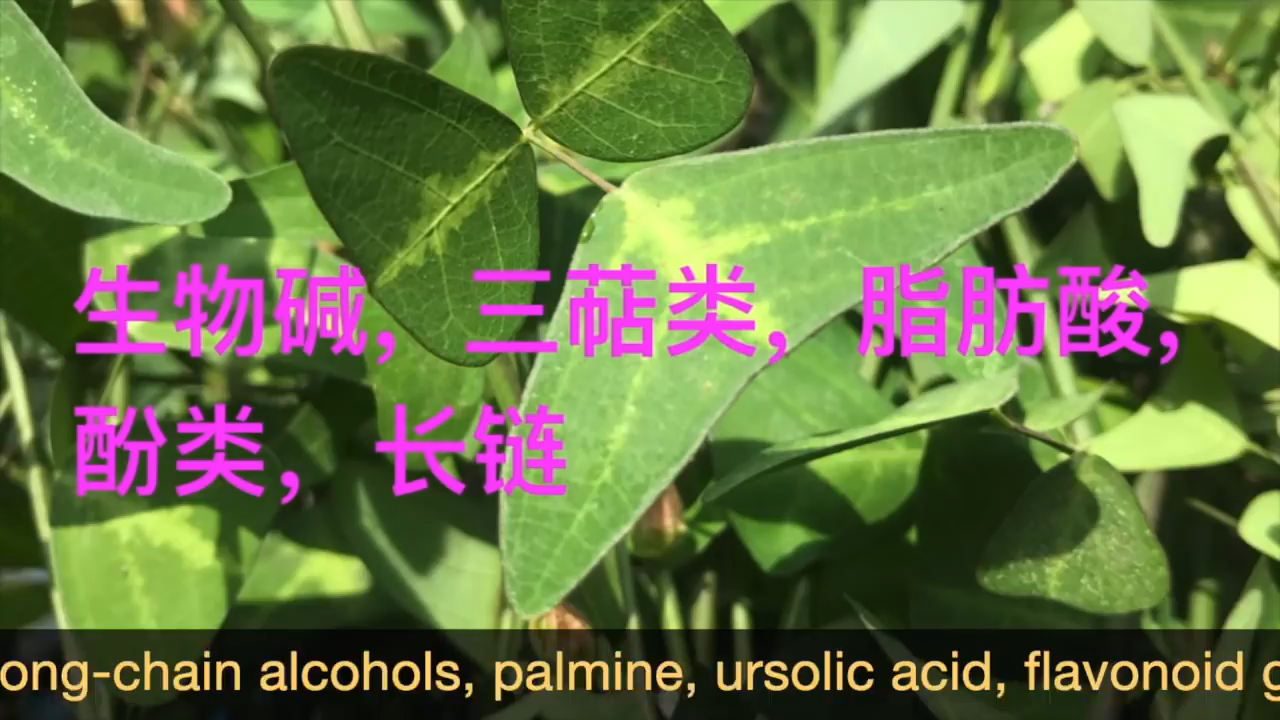 生物碱，三萜类，脂肪酸，
酚类，长链
ong-chain alcohols, palmine, ursolic acid, flavonoid g